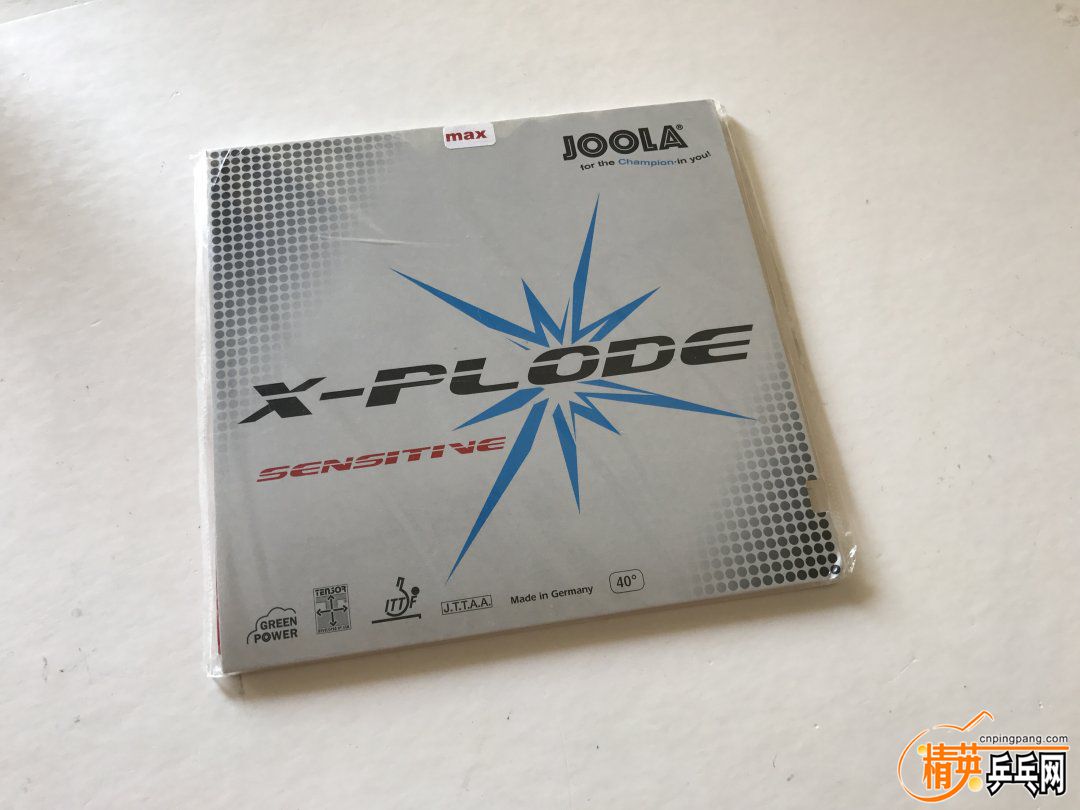 max
JOOLA®
for the Champion in you!
X-PLODE
SENSITIVE
GREEN
POWER
TENSOR
ITTF
J.T.T.A.A.
Made in Germany
40°
cnpingpang.com
精英乒乓网